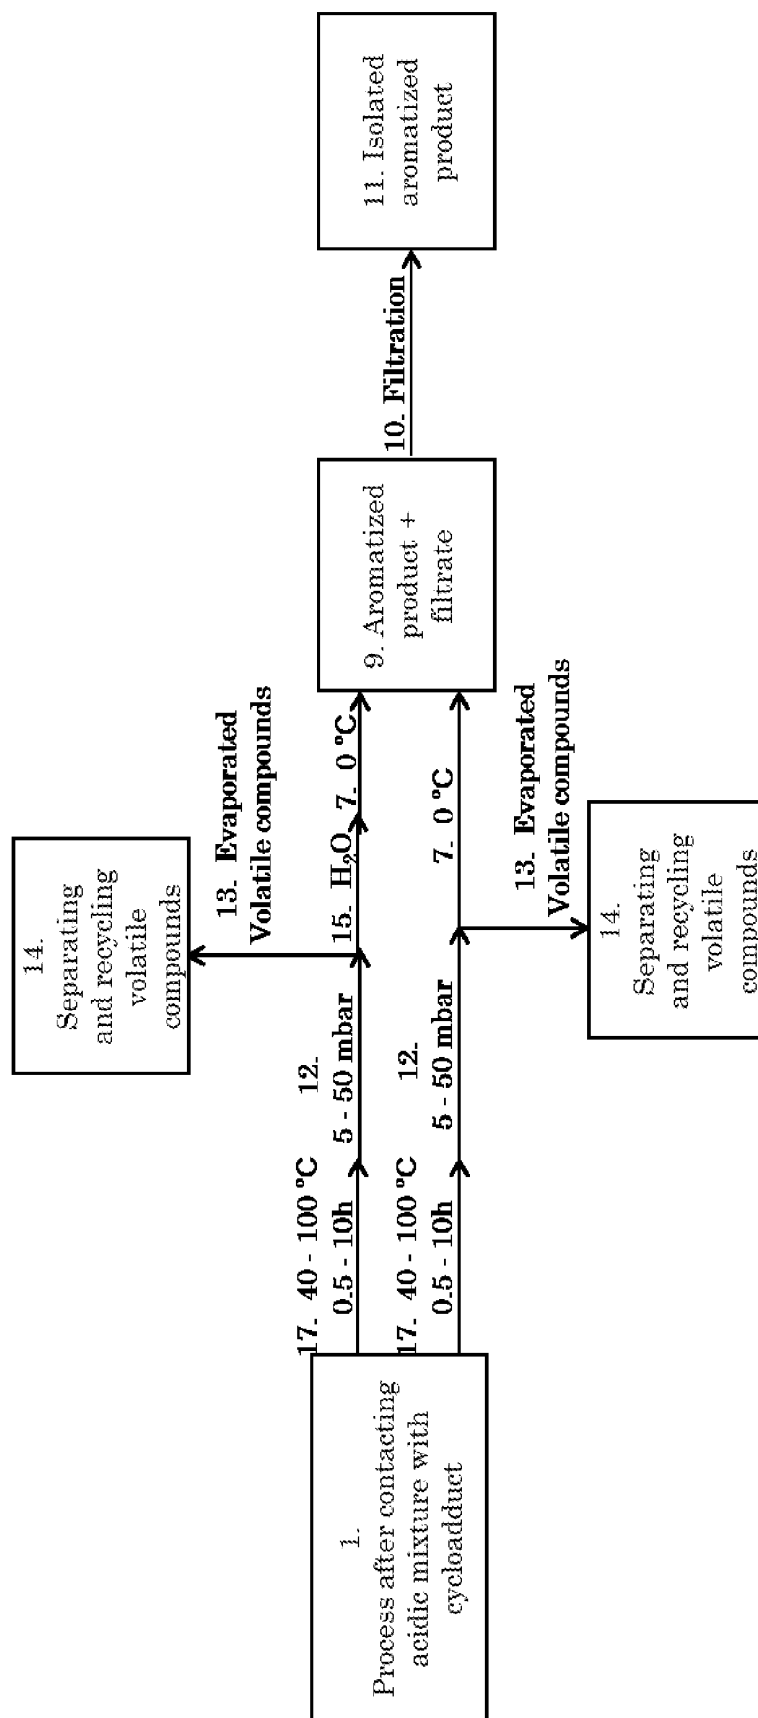 1.
Process after contacting
acidic mixture with
cycloadduct
17. 40 - 100 °C
0.5 - 10h
12.
5 - 50 mbar
14.
Separating
and recycling
volatile
compounds
13. Evaporated
Volatile compounds
15. H₂O
7. 0 °C
17. 40 - 100 °C
0.5 - 10h
12.
5 - 50 mbar
7. 0 °C
13. Evaporated
Volatile compounds
14.
Separating
and recycling
volatile
compounds
9. Aromatized
product +
filtrate
10. Filtration
11. Isolated
aromatized
product